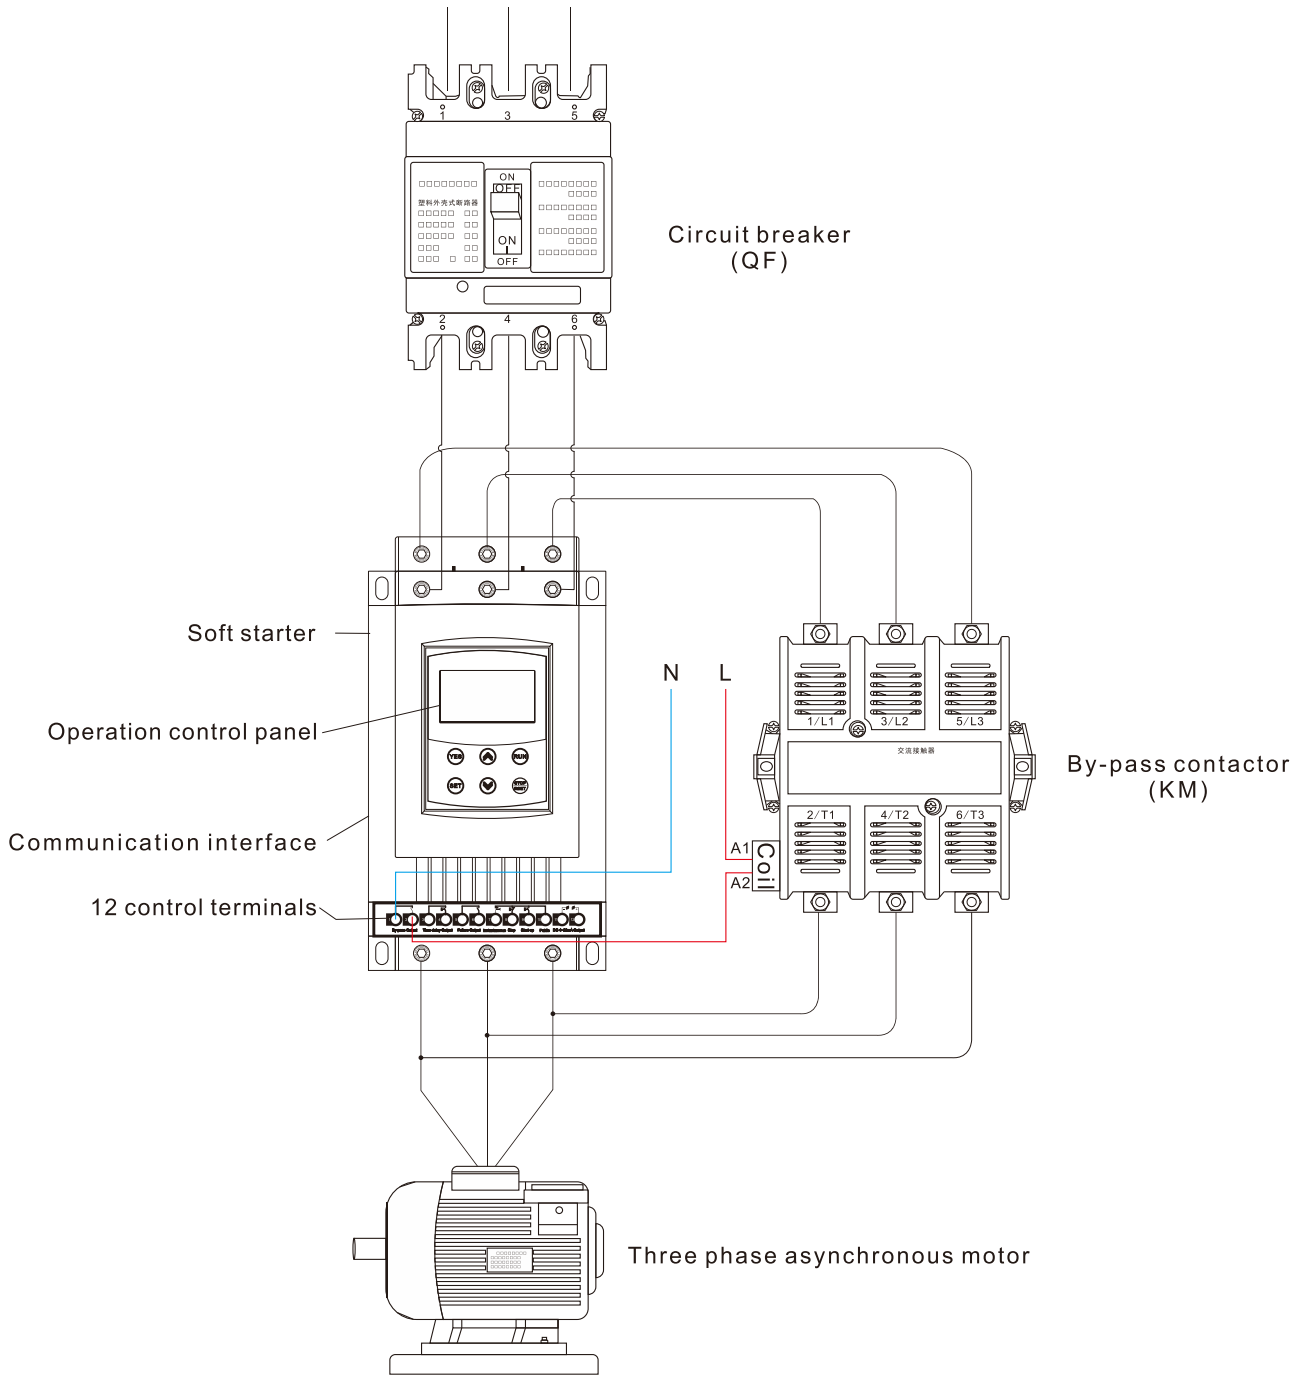 1 3 5
ON
OFF
塑料外壳式断路器
ON
OFF
2 4 6
Circuit breaker
(QF)
Soft starter
Operation control panel
YES RUN
SET STOP
N L
1/L1 3/L2 5/L3
交流接触器
By-pass contactor
(KM)
2/T1 4/T2 6/T3
A1
A2
Coil
Communication interface
12 control terminals
Three phase asynchronous motor